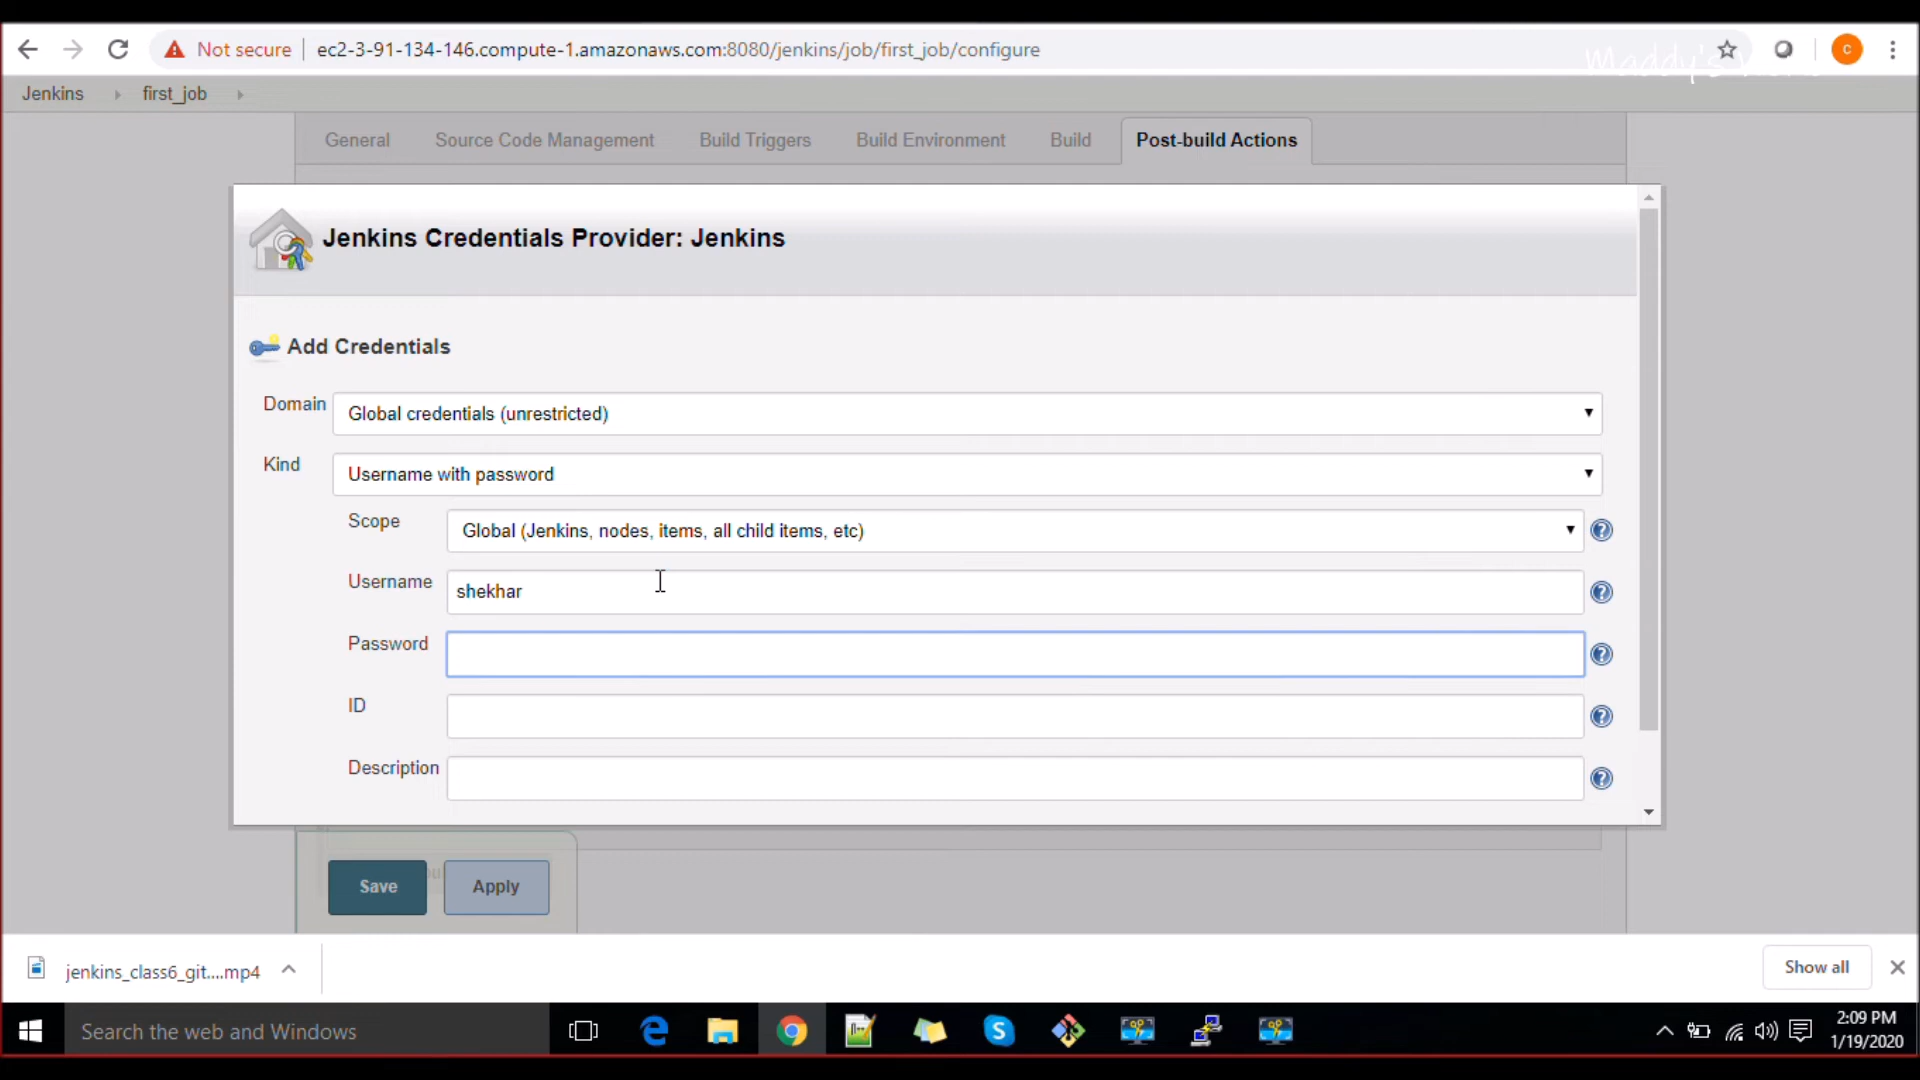 Not secure
ec2-3-91-134-146.compute-1.amazonaws.com:8080/jenkins/job/first_job/configure
C
Maddy's
Jenkins
first_job
General
Source Code Management
Build Triggers
Build Environment
Build
Post-build Actions
Jenkins Credentials Provider: Jenkins
Add Credentials
Domain
Global credentials (unrestricted)
Kind
Username with password
Scope
Global (Jenkins, nodes, items, all child items, etc)
Username
shekhar
Password
ID
Description
Save
Apply
jenkins_class6_git....mp4
Show all
Search the web and Windows
2:09 PM
1/19/2020